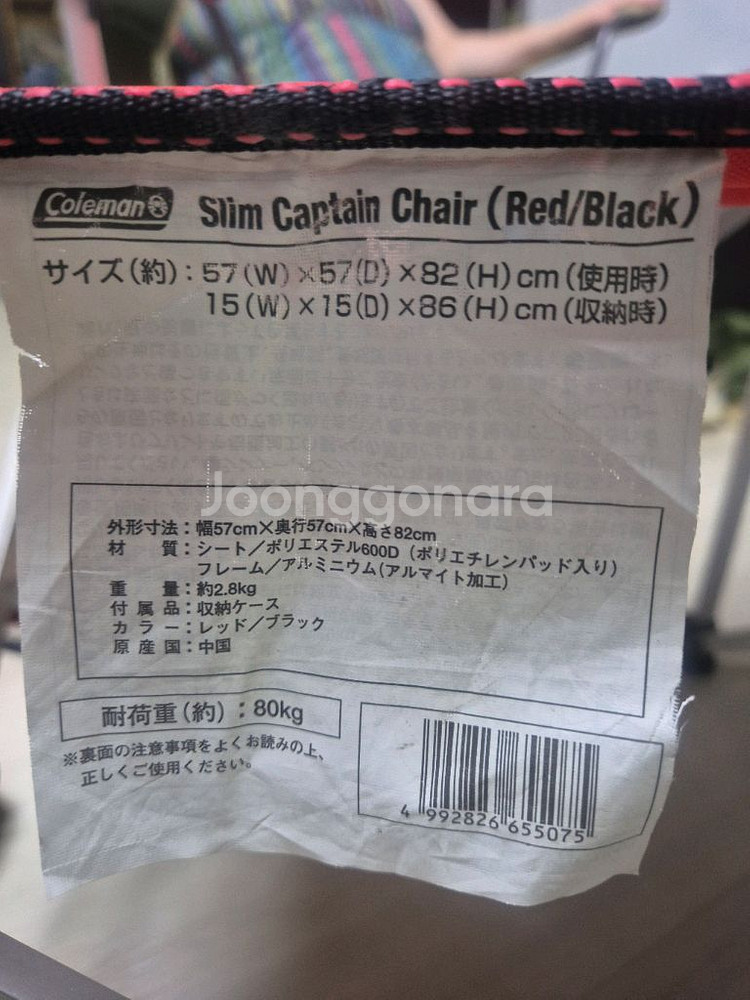 Coleman Slim Captain Chair (Red/Black)
サイズ(約):57(W)×57(D)×82(H)cm(使用時)
15(W)×15(D)×86(H)cm(収納時)
Joonggonara
外形寸法:幅57cm×奥行57cm×高さ82cm
材 質:シート/ポリエステル600D(ポリエチレンパッド入り)
フレーム/アルミニウム(アルマイト加工)
重 量:約2.8kg
付属品:収納ケース
カラー:レッド/ブラック
原産国:中国
耐荷重(約):80kg
※裏面の注意事項をよくお読みの上、
正しくご使用ください。
4 992826 655075